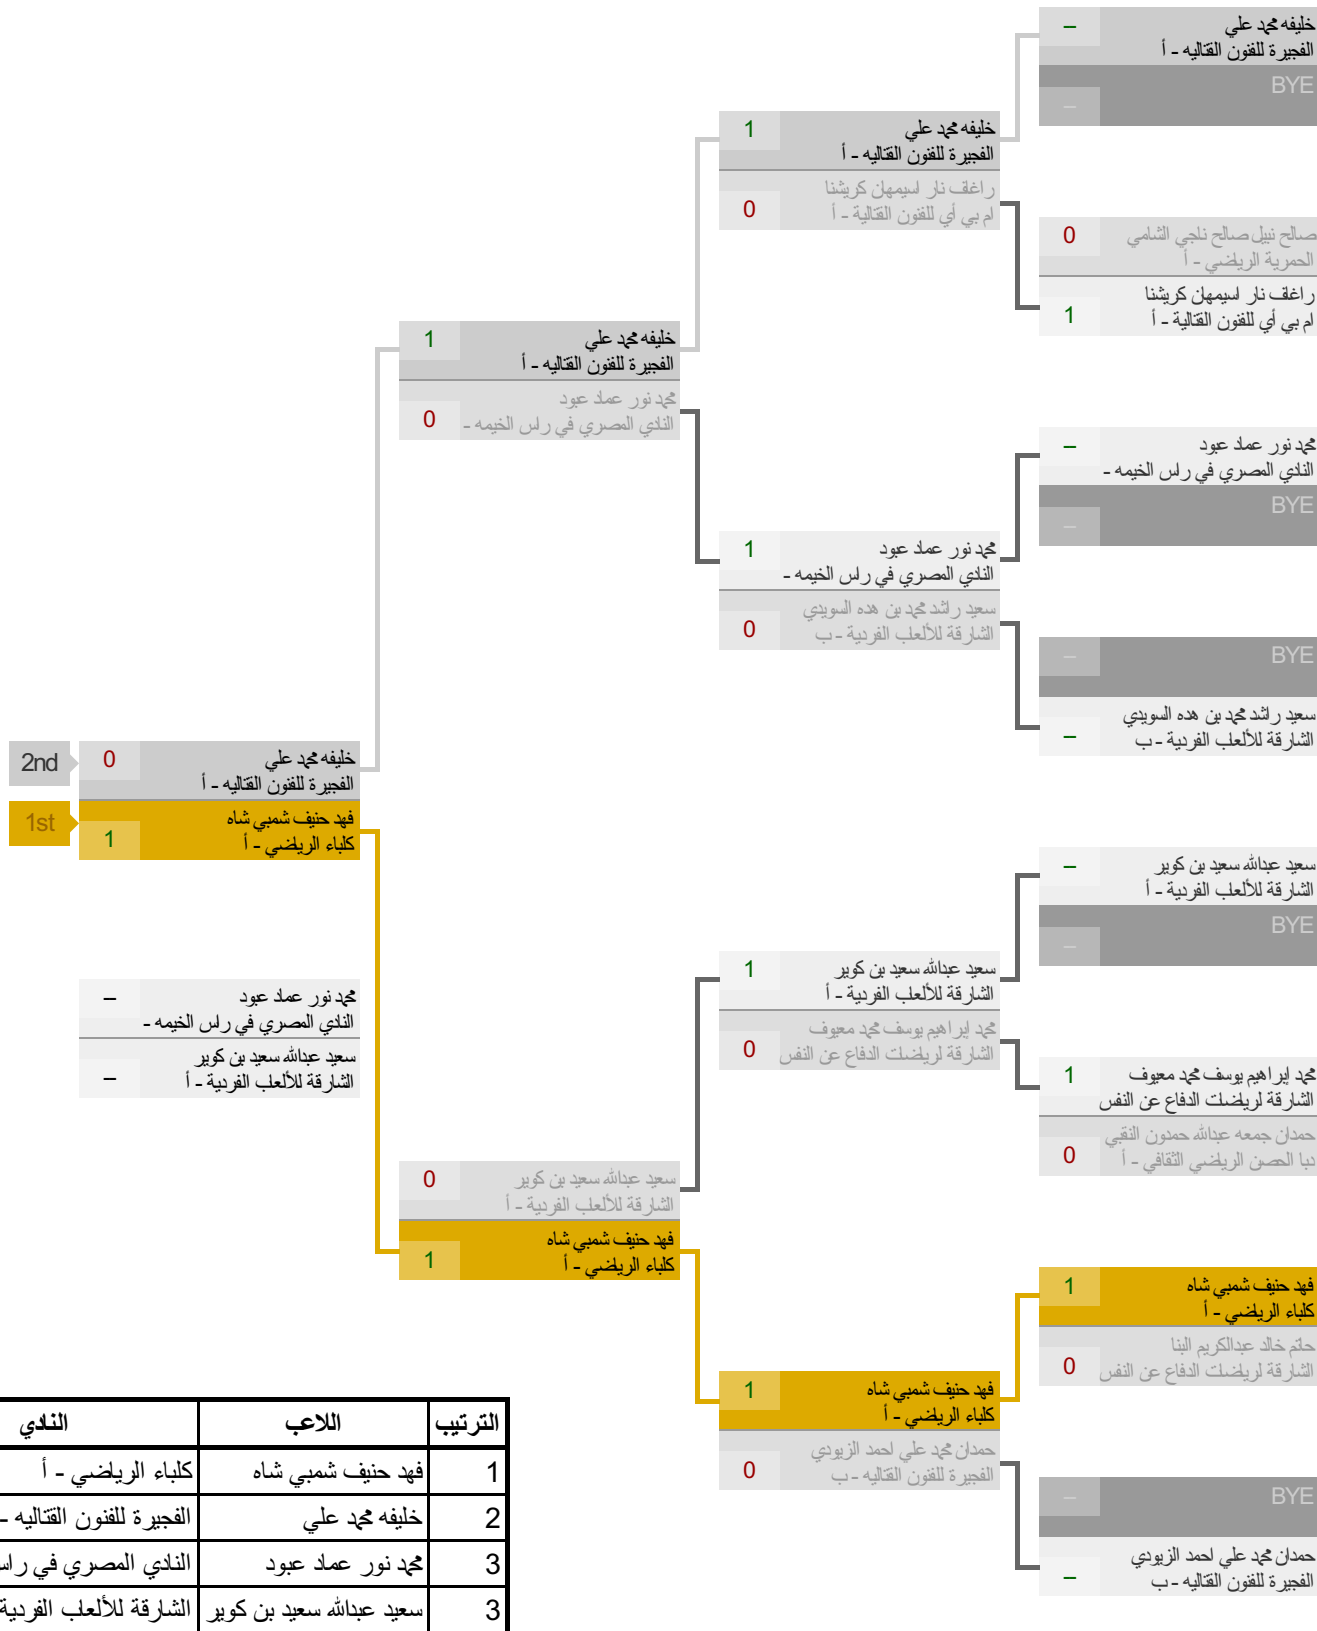 –
خليفه محمد علي
الفجيرة للفنون القتاليه - أ
BYE
–
صالح نبيل صالح ناجي الشامي
الحمرية الرياضي - أ
0
راغاف نار اسيمهان كريشنا
ام بي أي للفنون القتالية - أ
1
محمد نور عماد عبود
النادي المصري في راس الخيمه -
–
BYE
–
BYE
–
سعيد راشد محمد بن هده السويدي
الشارقة للألعاب الفردية - ب
–
سعيد عبدالله سعيد بن كوير
الشارقة للألعاب الفردية - أ
–
BYE
–
محمد إبراهيم يوسف محمد معيوف
الشارقة لرياضات الدفاع عن النفس
1
حمدان جمعه عبدالله حمدون النقبي
دبا الحصن الرياضي الثقافي - أ
0
فهد حنيف شمبي شاه
كلباء الرياضي - أ
1
حاتم خالد عبدالكريم البنا
الشارقة لرياضات الدفاع عن النفس
0
BYE
–
حمدان محمد علي احمد الزيودي
الفجيرة للفنون القتاليه - ب
–
خليفه محمد علي
الفجيرة للفنون القتاليه - أ
1
راغاف نار اسيمهان كريشنا
ام بي أي للفنون القتالية - أ
0
محمد نور عماد عبود
النادي المصري في راس الخيمه -
1
سعيد راشد محمد بن هده السويدي
الشارقة للألعاب الفردية - ب
0
سعيد عبدالله سعيد بن كوير
الشارقة للألعاب الفردية - أ
1
محمد إبراهيم يوسف محمد معيوف
الشارقة لرياضات الدفاع عن النفس
0
فهد حنيف شمبي شاه
كلباء الرياضي - أ
1
حمدان محمد علي احمد الزيودي
الفجيرة للفنون القتاليه - ب
0
خليفه محمد علي
الفجيرة للفنون القتاليه - أ
1
محمد نور عماد عبود
النادي المصري في راس الخيمه -
0
سعيد عبدالله سعيد بن كوير
الشارقة للألعاب الفردية - أ
0
فهد حنيف شمبي شاه
كلباء الرياضي - أ
1
خليفه محمد علي
الفجيرة للفنون القتاليه - أ
0
2nd
فهد حنيف شمبي شاه
كلباء الرياضي - أ
1
1st
محمد نور عماد عبود
النادي المصري في راس الخيمه -
–
سعيد عبدالله سعيد بن كوير
الشارقة للألعاب الفردية - أ
–
الترتيب اللاعب النادي
1 فهد حنيف شمبي شاه كلباء الرياضي - أ
2 خليفه محمد علي الفجيرة للفنون القتاليه -
3 محمد نور عماد عبود النادي المصري في راس
3 سعيد عبدالله سعيد بن كوير الشارقة للألعاب الفردية